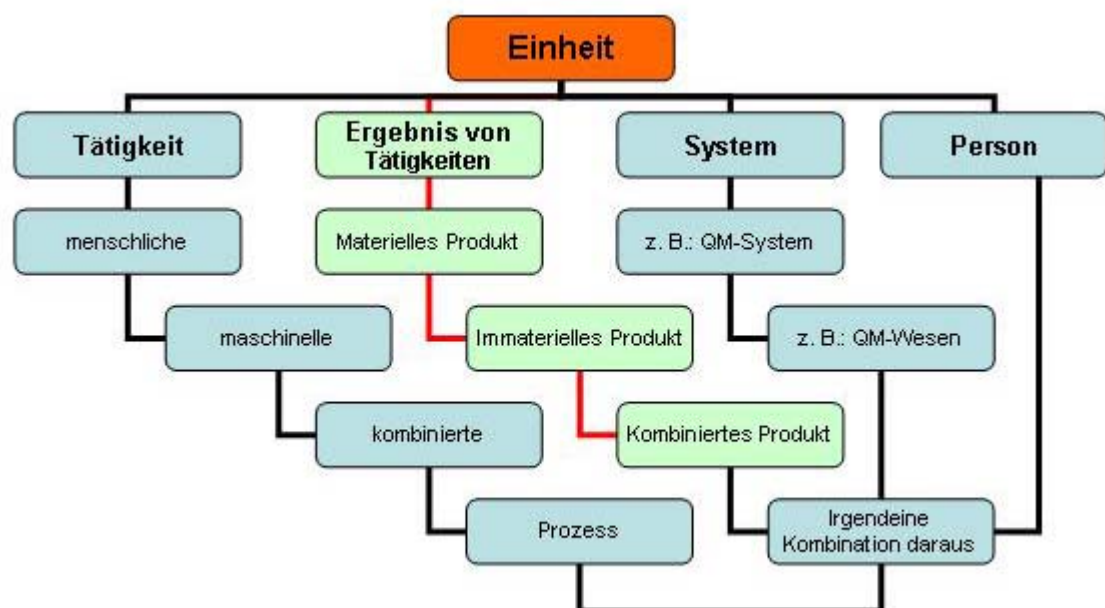 Einheit
Tätigkeit
Ergebnis von
Tätigkeiten
System
Person
menschliche
Materielles Produkt
z. B.: QM-System
maschinelle
Immaterielles Produkt
z. B.: QM-Wesen
kombinierte
Kombiniertes Produkt
Prozess
Irgendeine
Kombination daraus